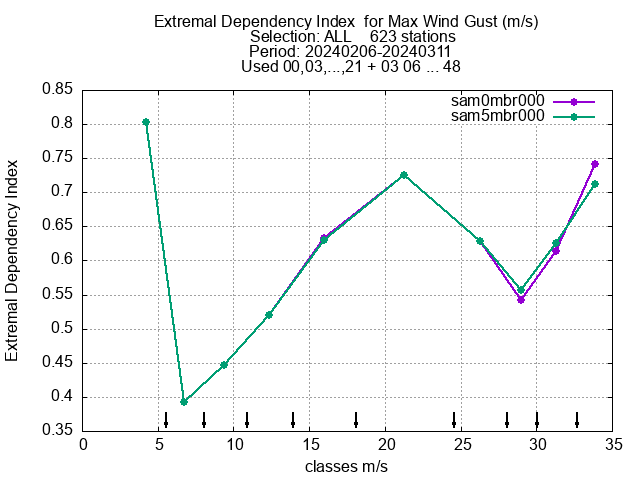 Extremal Dependency Index  for Max Wind Gust (m/s)
Selection: ALL    623 stations
Period: 20240206-20240311
Used 00,03,...,21 + 03 06 ... 48
sam0mbr000
sam5mbr000
0.85
0.8
0.75
0.7
0.65
0.6
0.55
0.5
0.45
0.4
0.35
Extremal Dependency Index
0 5 10 15 20 25 30 35
classes m/s